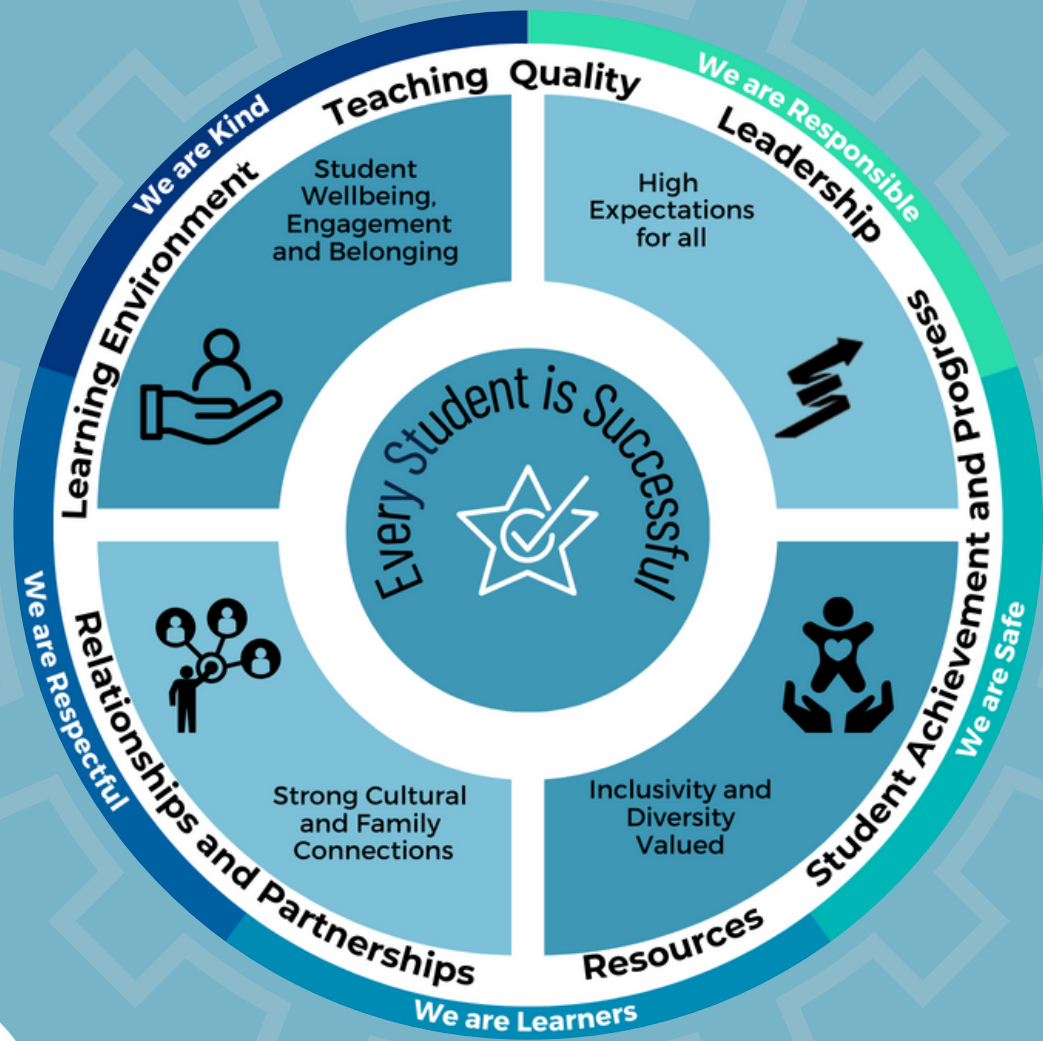 We are Kind
We are Responsible
We are Safe
We are Learners
We are Respectful
Teaching Quality
Leadership
Student Achievement and Progress
Resources
Relationships and Partnerships
Learning Environment
Student
Wellbeing,
Engagement
and Belonging
High
Expectations
for all
Every Student is Successful
Strong Cultural
and Family
Connections
Inclusivity and
Diversity
Valued